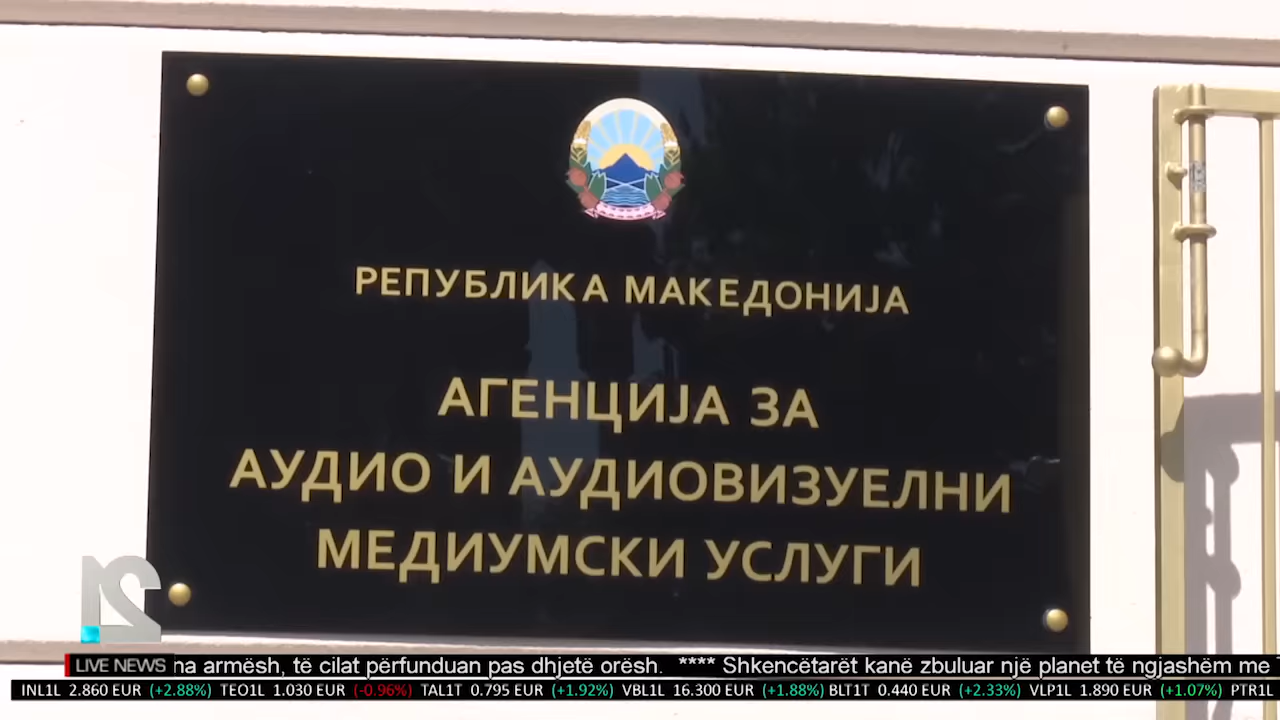 РЕПУБЛИКА МАКЕДОНИЈА
АГЕНЦИЈА ЗА
АУДИО И АУДИОВИЗУЕЛНИ
МЕДИУМСКИ УСЛУГИ
21
LIVE NEWS na armësh, të cilat përfunduan pas dhjetë orësh. **** Shkencëtarët kanë zbuluar një planet të ngjashëm me
INL1L 2.860 EUR (+2.88%) TEO1L 1.030 EUR (-0.96%) TAL1T 0.795 EUR (+1.92%) VBL1L 16.300 EUR (+1.88%) BLT1T 0.440 EUR (+2.33%) VLP1L 1.890 EUR (+1.07%) PTR1L